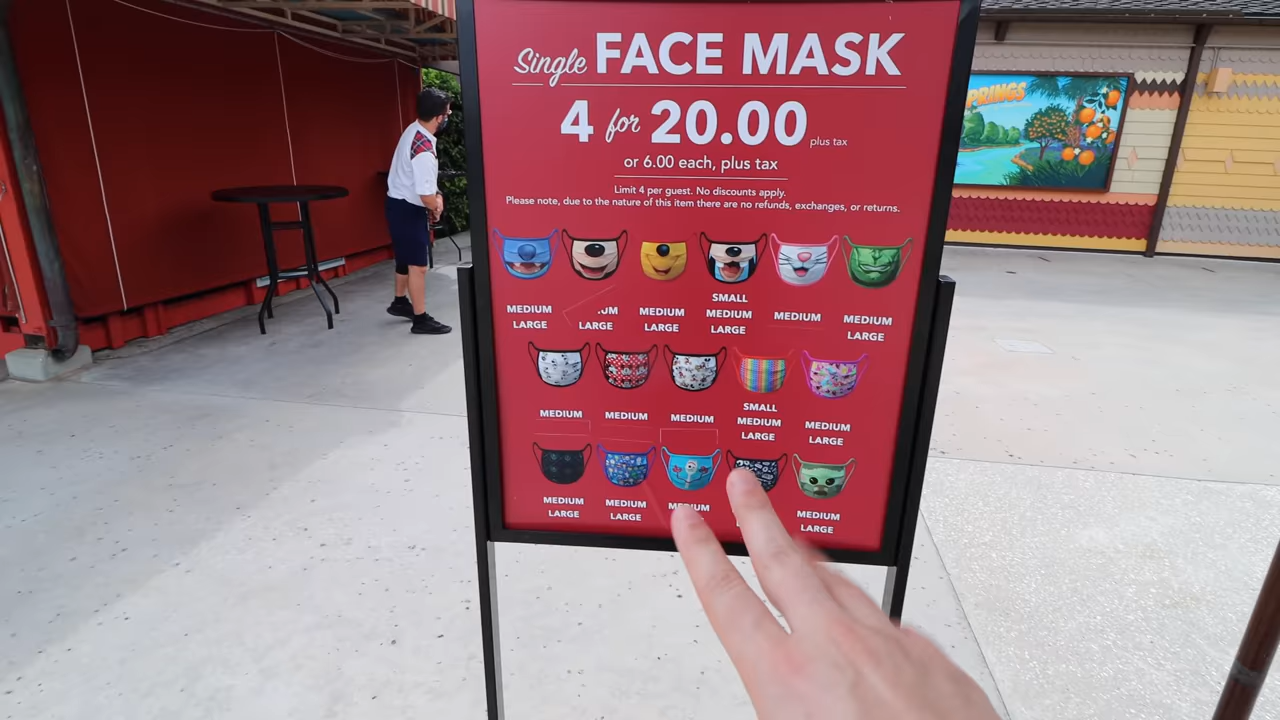 Single FACE MASK
4 for 20.00 plus tax
or 6.00 each, plus tax
Limit 4 per guest. No discounts apply.
Please note, due to the nature of this item there are no refunds, exchanges, or returns.
MEDIUM
LARGE
LARGE
MEDIUM
LARGE
SMALL
MEDIUM
LARGE
MEDIUM
MEDIUM
LARGE
MEDIUM
MEDIUM
MEDIUM
SMALL
MEDIUM
LARGE
MEDIUM
LARGE
MEDIUM
LARGE
MEDIUM
LARGE
MEDIUM
MEDIUM
LARGE
PRINGS